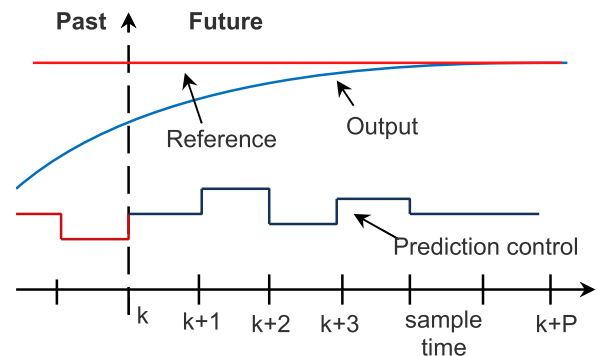 Past Future
Reference
Output
Prediction control
k k+1 k+2 k+3 sample time k+P